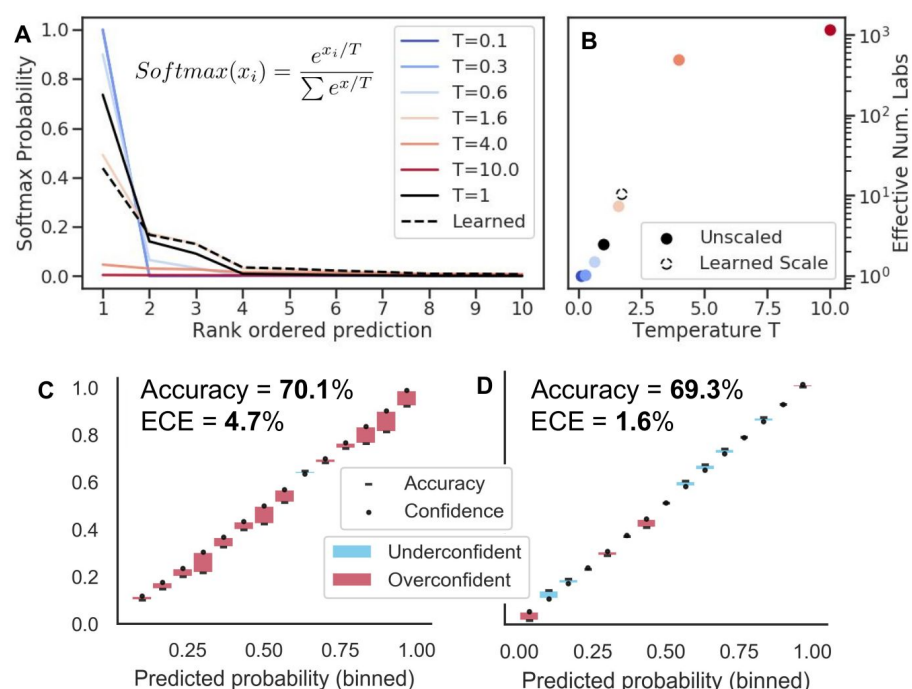 A
Softmax(x_i) = e^{x_i/T} / ∑ e^{x/T}
T=0.1
T=0.3
T=0.6
T=1.6
T=4.0
T=10.0
T=1
Learned
Softmax Probability
1.0
0.8
0.6
0.4
0.2
0.0
1 2 3 4 5 6 7 8 9 10
Rank ordered prediction
B
Unscaled
Learned Scale
10^3
10^2
10^1
10^0
Effective Num. Labs
0.0 2.5 5.0 7.5 10.0
Temperature T
C
Accuracy = 70.1%
ECE = 4.7%
1.0
0.8
0.6
0.4
0.2
0.0
0.25 0.50 0.75 1.00
Predicted probability (binned)
Accuracy
Confidence
Underconfident
Overconfident
D
Accuracy = 69.3%
ECE = 1.6%
0.00 0.25 0.50 0.75 1.00
Predicted probability (binned)